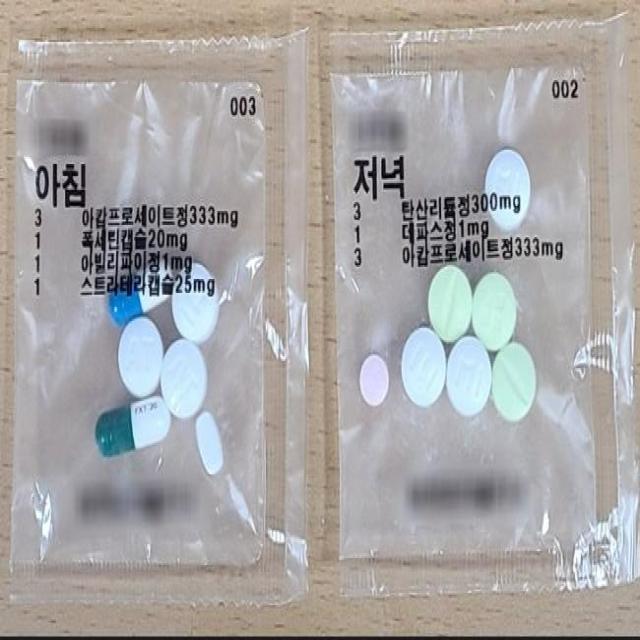 003
아침
3 아캄프로세이트정333mg
1 폭세틴캡슐20mg
1 아빌리파이정1mg
1 스트라테라캡슐25mg
FXT 20
002
저녁
3 탄산리튬정300mg
1 데파스정1mg
3 아캄프로세이트정333mg